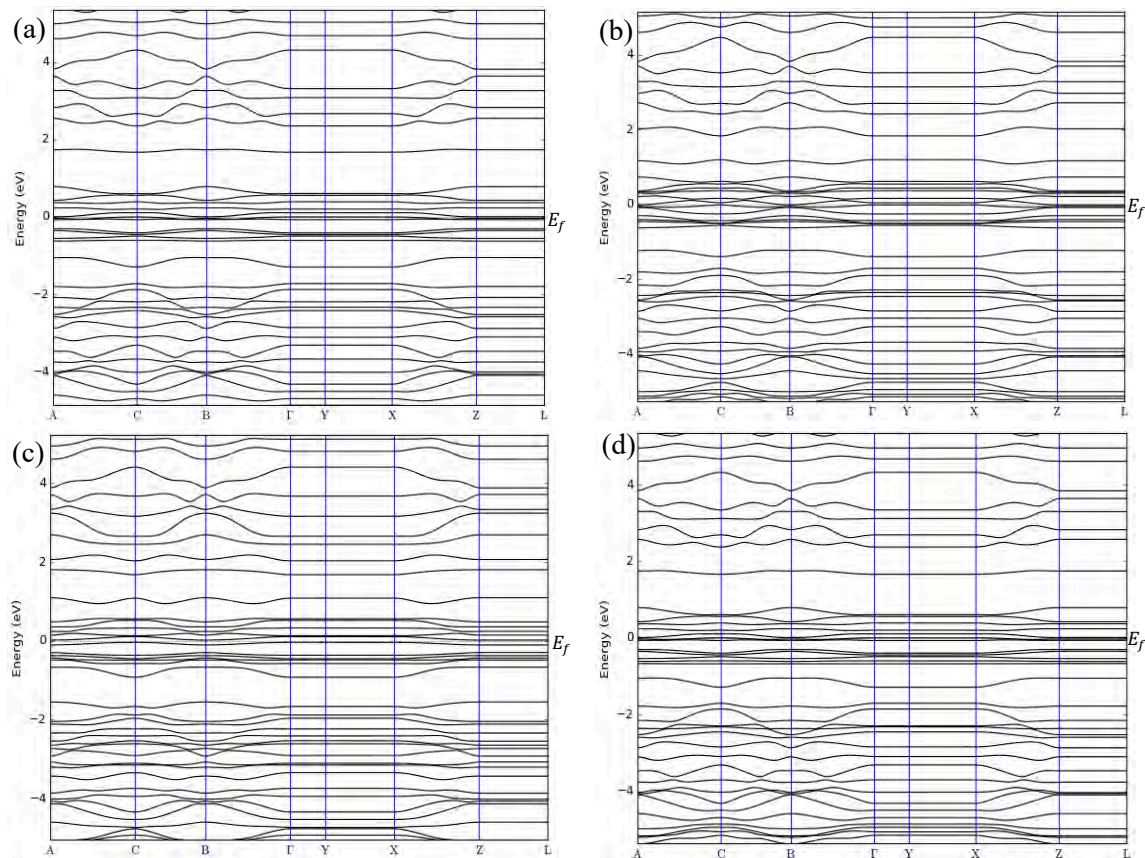 (a)
Energy (eV)
4
2
0
−2
−4
A C B Γ Y X Z L
E_f
(b)
Energy (eV)
4
2
0
−2
−4
A C B Γ Y X Z L
E_f
(c)
Energy (eV)
4
2
0
−2
−4
A C B Γ Y X Z L
E_f
(d)
Energy (eV)
4
2
0
−2
−4
A C B Γ Y X Z L
E_f